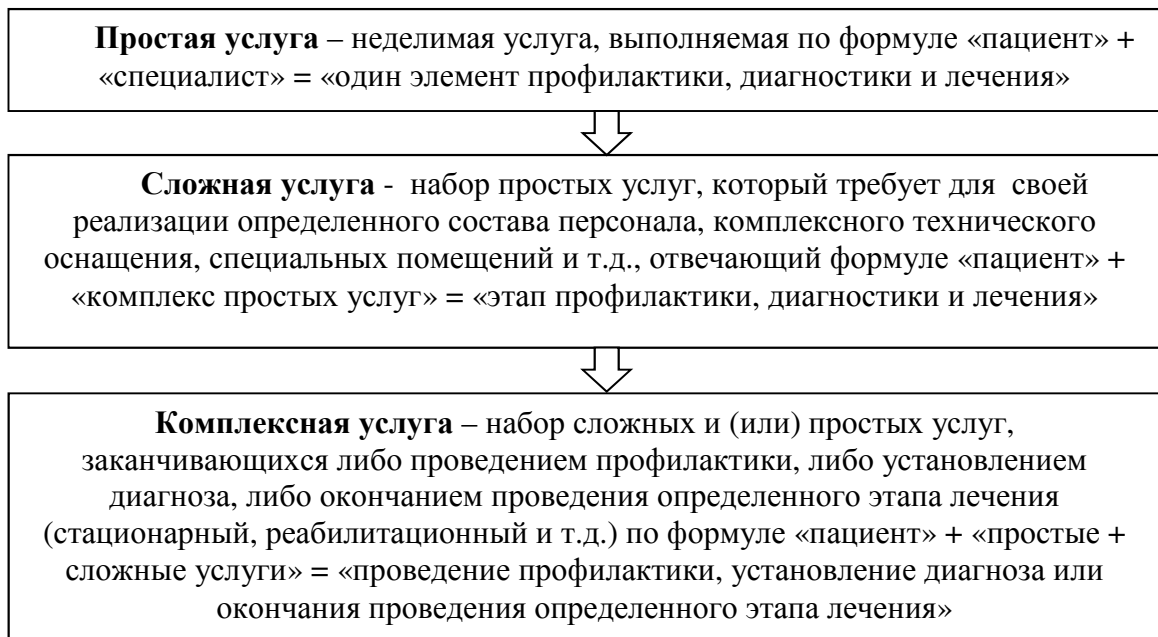 Простая услуга – неделимая услуга, выполняемая по формуле «пациент» +
«специалист» = «один элемент профилактики, диагностики и лечения»
Сложная услуга - набор простых услуг, который требует для своей
реализации определенного состава персонала, комплексного технического
оснащения, специальных помещений и т.д., отвечающий формуле «пациент» +
«комплекс простых услуг» = «этап профилактики, диагностики и лечения»
Комплексная услуга – набор сложных и (или) простых услуг,
заканчивающихся либо проведением профилактики, либо установлением
диагноза, либо окончанием проведения определенного этапа лечения
(стационарный, реабилитационный и т.д.) по формуле «пациент» + «простые +
сложные услуги» = «проведение профилактики, установление диагноза или
окончания проведения определенного этапа лечения»